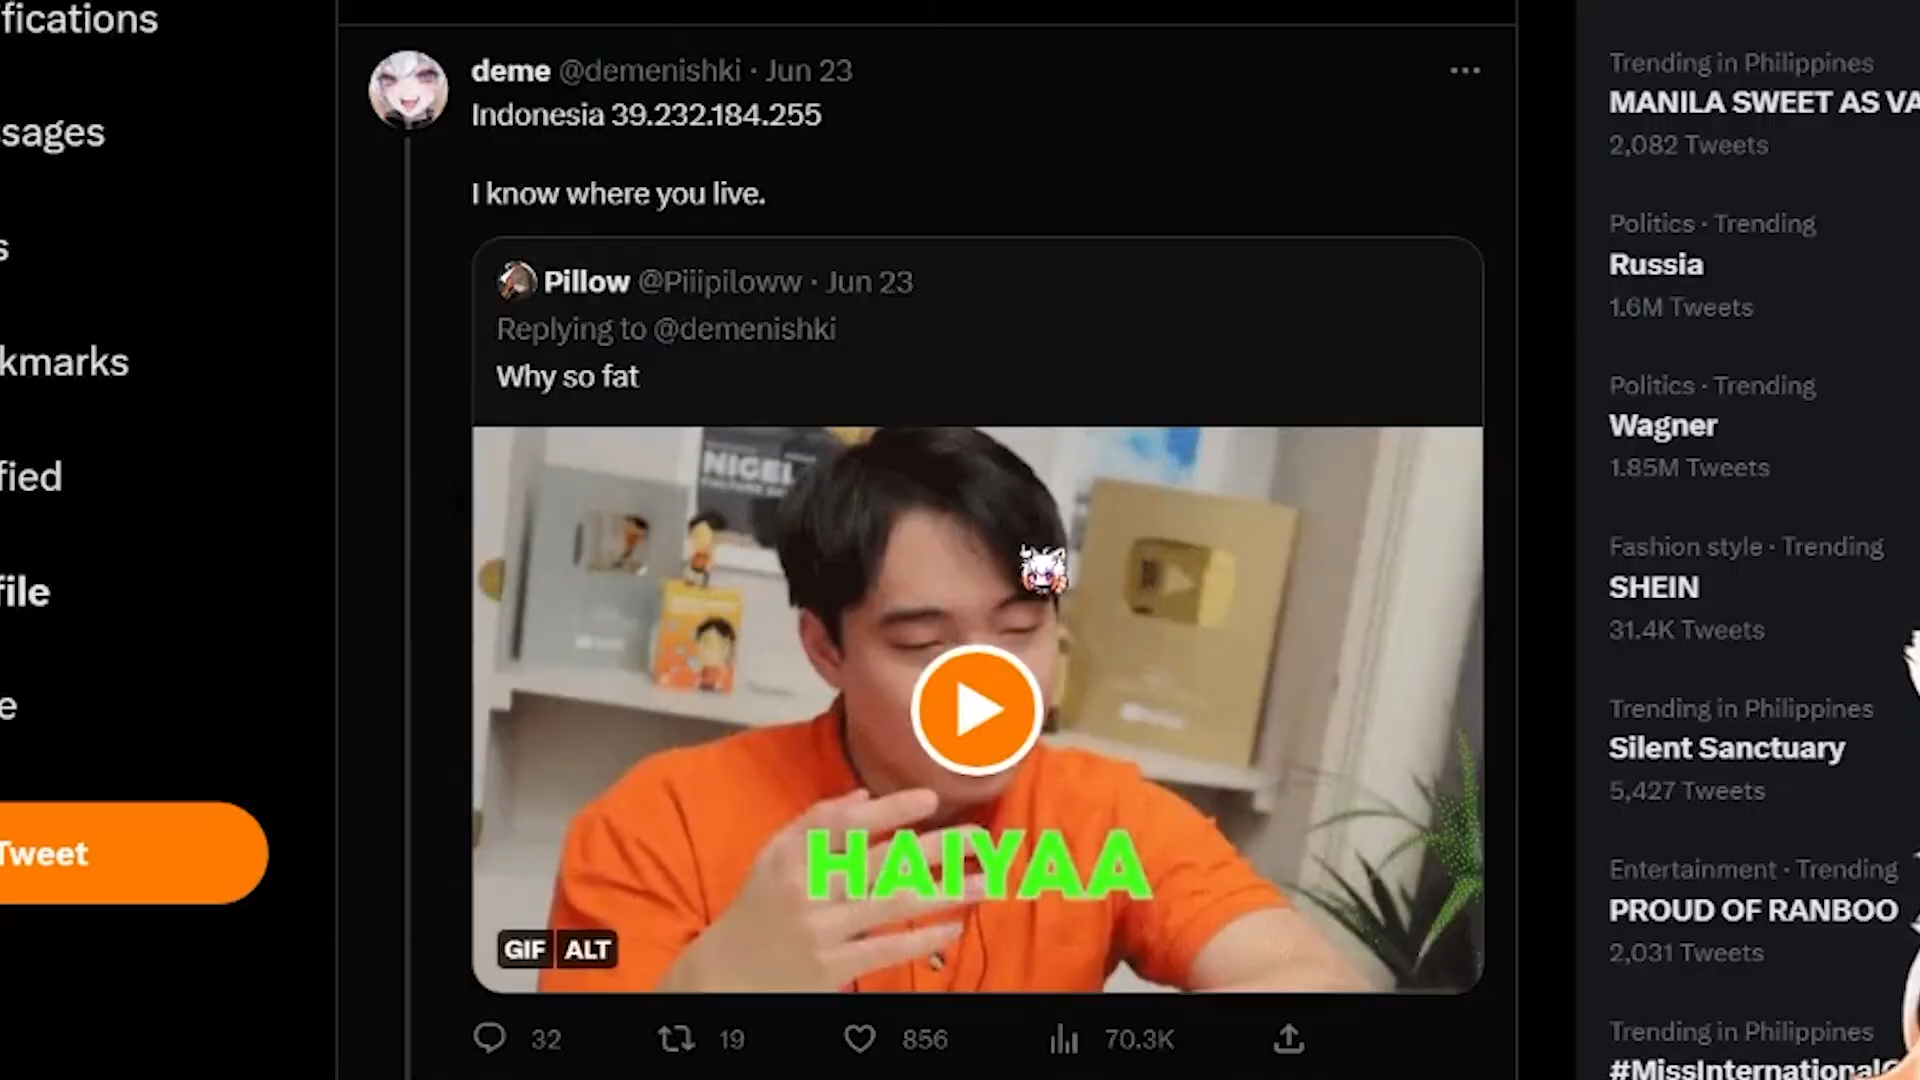 fications
ssages
s
kmarks
fied
file
e
Tweet
deme @demenishki · Jun 23
Indonesia 39.232.184.255
I know where you live.
Pillow @Piiipiloww · Jun 23
Replying to @demenishki
Why so fat
NIGEL
HAIYAA
GIF ALT
32 19 856 70.3K
Trending in Philippines
MANILA SWEET AS VA
2,082 Tweets
Politics · Trending
Russia
1.6M Tweets
Politics · Trending
Wagner
1.85M Tweets
Fashion style · Trending
SHEIN
31.4K Tweets
Trending in Philippines
Silent Sanctuary
5,427 Tweets
Entertainment · Trending
PROUD OF RANBOO
2,031 Tweets
Trending in Philippines
#MissInternational